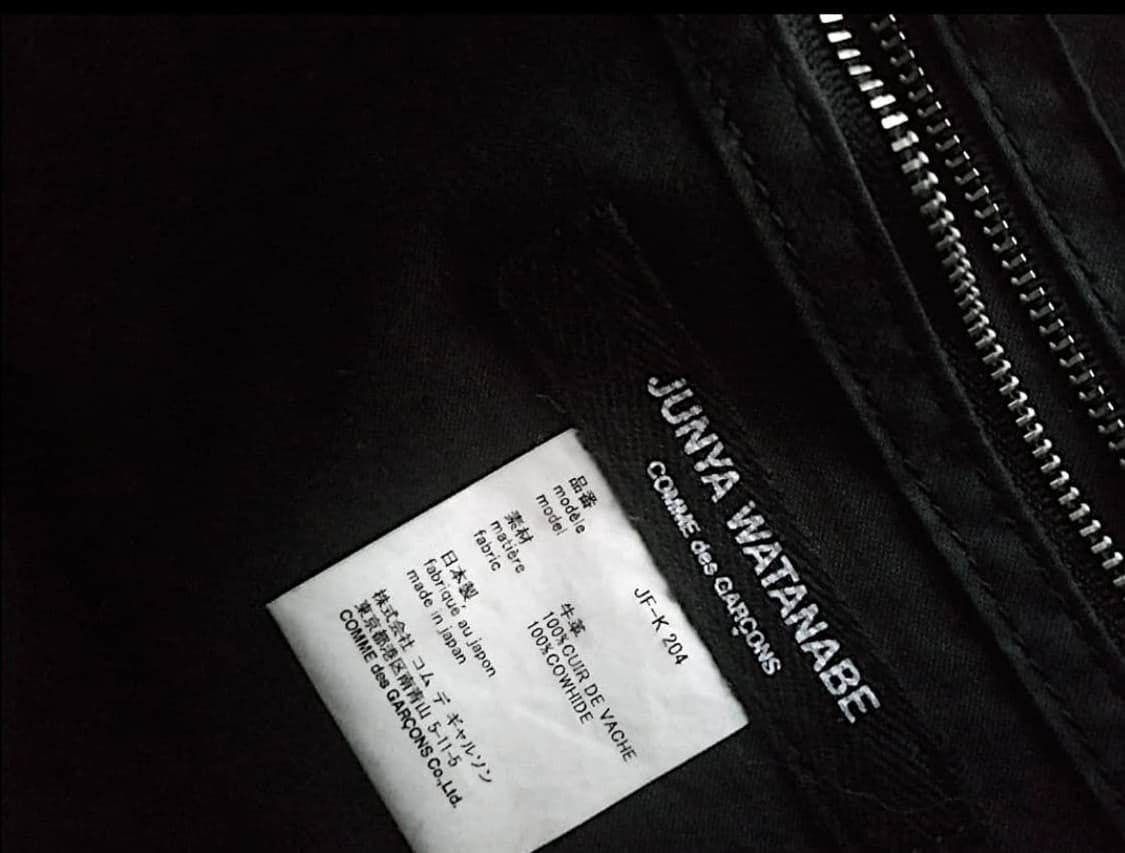 JUNYA WATANABE
COMME des GARÇONS
品番
modèle
model
JF-K 204
素材
matière
fabric
牛革
100%CUIR DE VACHE
100%COWHIDE
日本製
fabriqué au japon
made in japan
株式会社 コム デ ギャルソン
東京都港区南青山 5-11-5
COMME des GARÇONS Co.,Ltd.